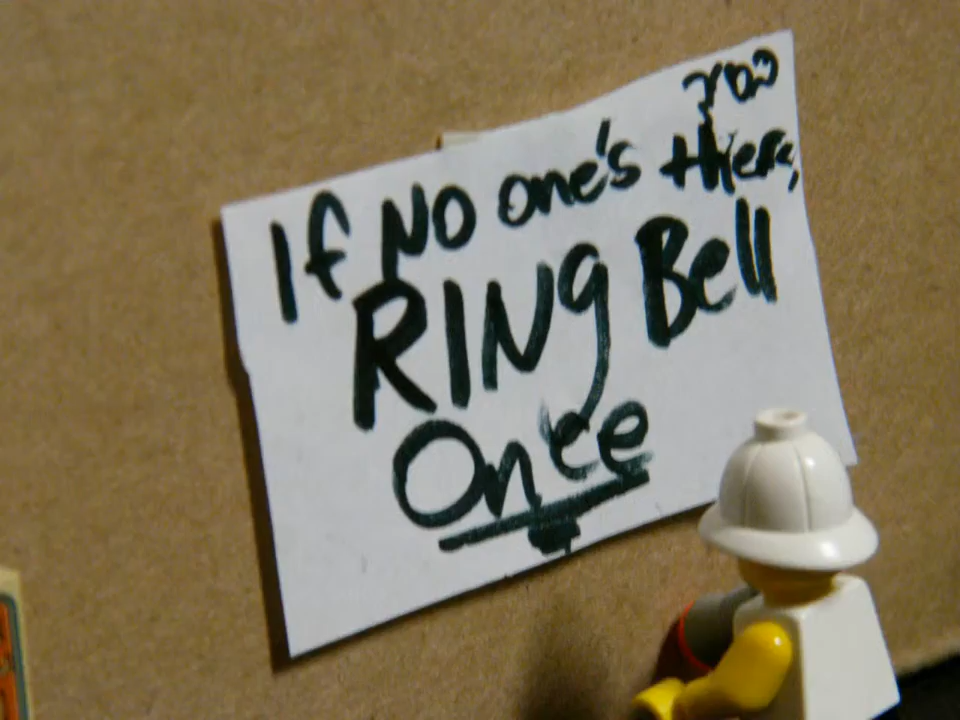 If NO one's there,
RINg Bell
Once